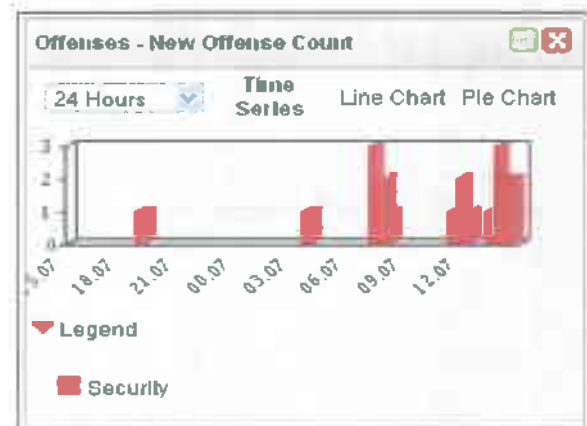 Offenses - New Offense Count
24 Hours
Time
Series
Line Chart
Pie Chart
3
2
1
0
18.07
21.07
00.07
03.07
06.07
09.07
12.07
Legend
Security